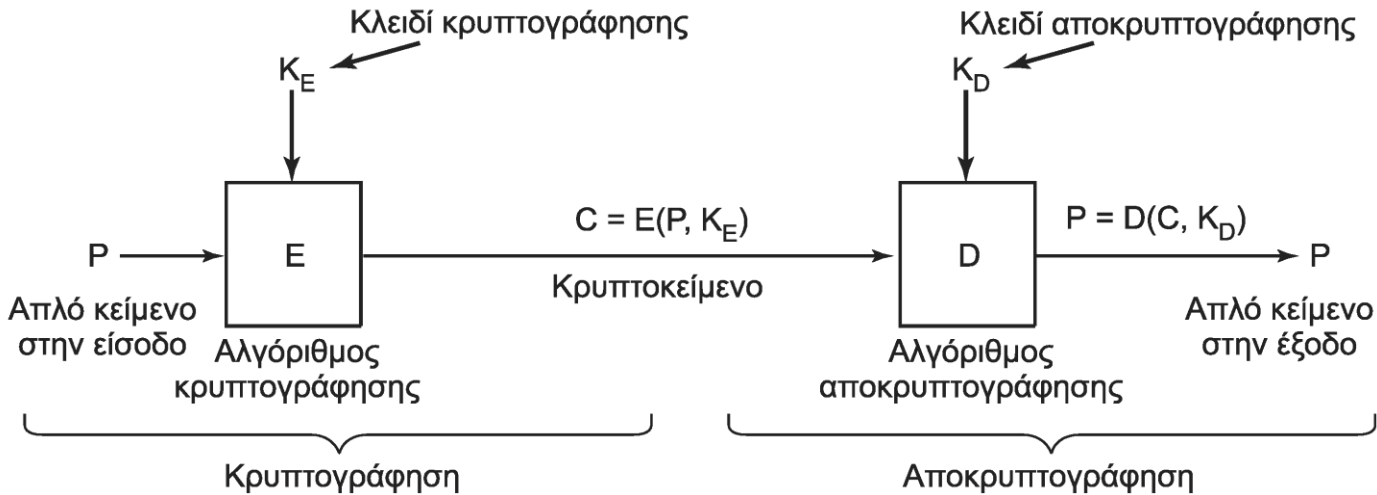 Κλειδί κρυπτογράφησης
K_E
Κλειδί αποκρυπτογράφησης
K_D
P
Απλό κείμενο
στην είσοδο
E
Αλγόριθμος
κρυπτογράφησης
C = E(P, K_E)
Κρυπτοκείμενο
D
Αλγόριθμος
αποκρυπτογράφησης
P = D(C, K_D)
P
Απλό κείμενο
στην έξοδο
Κρυπτογράφηση
Αποκρυπτογράφηση